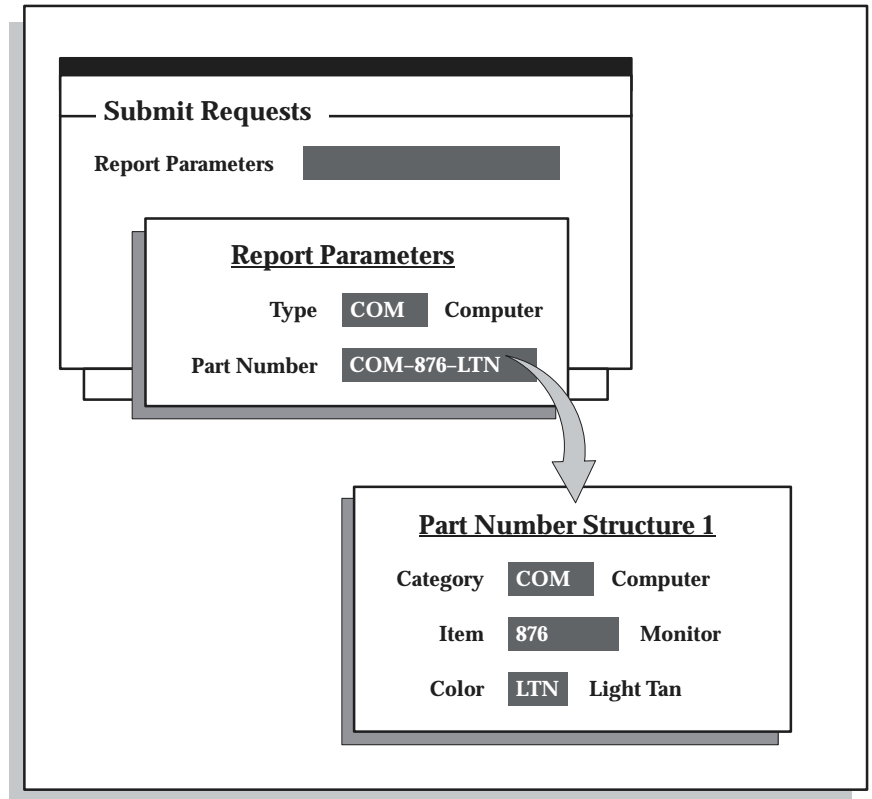 Submit Requests
Report Parameters
Report Parameters
Type COM Computer
Part Number COM–876–LTN
Part Number Structure 1
Category COM Computer
Item 876 Monitor
Color LTN Light Tan